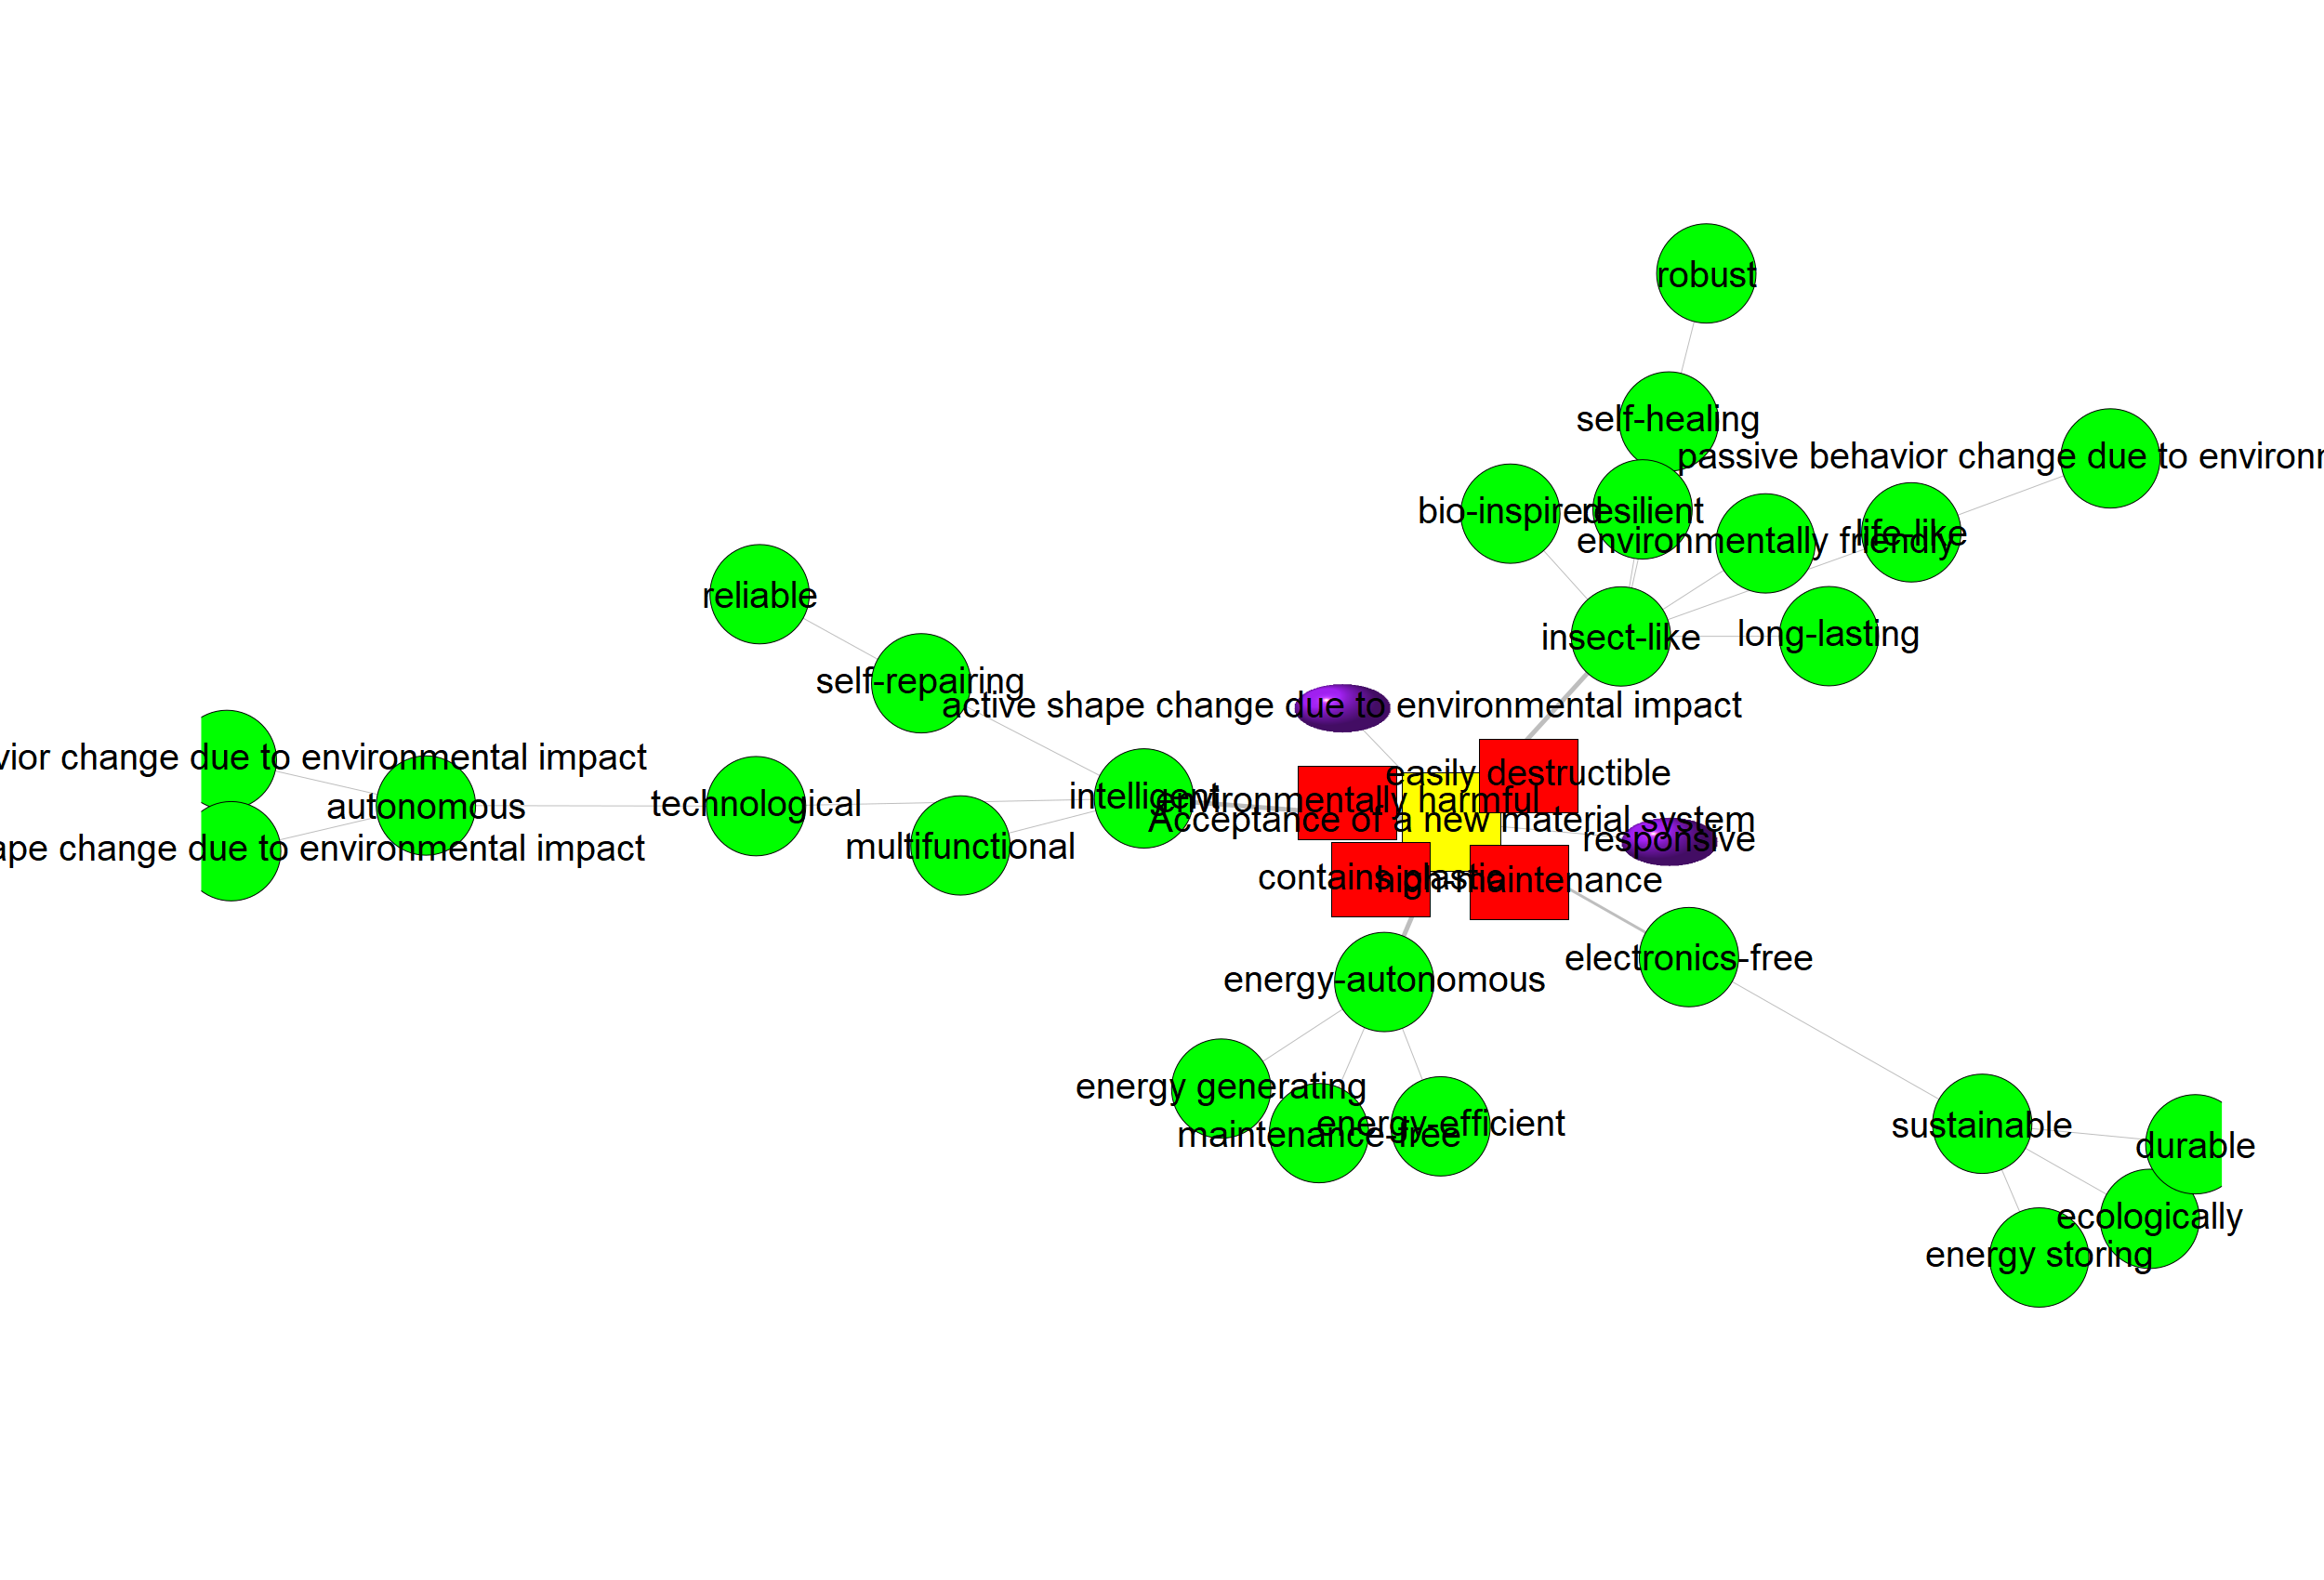 robust
self-healing
passive behavior change due to environ
bio-inspired
resilient
life-like
environmentally friendly
reliable
insect-like
long-lasting
self-repairing
active shape change due to environmental impact
change due to environmental impact
easily destructible
intelligent
environmentally harmful
autonomous
technological
Acceptance of a new material system
responsive
multifunctional
change due to environmental impact
contains plastic
high-maintenance
electronics-free
energy-autonomous
energy generating
energy-efficient
maintenance-free
sustainable
durable
ecologically
energy storing